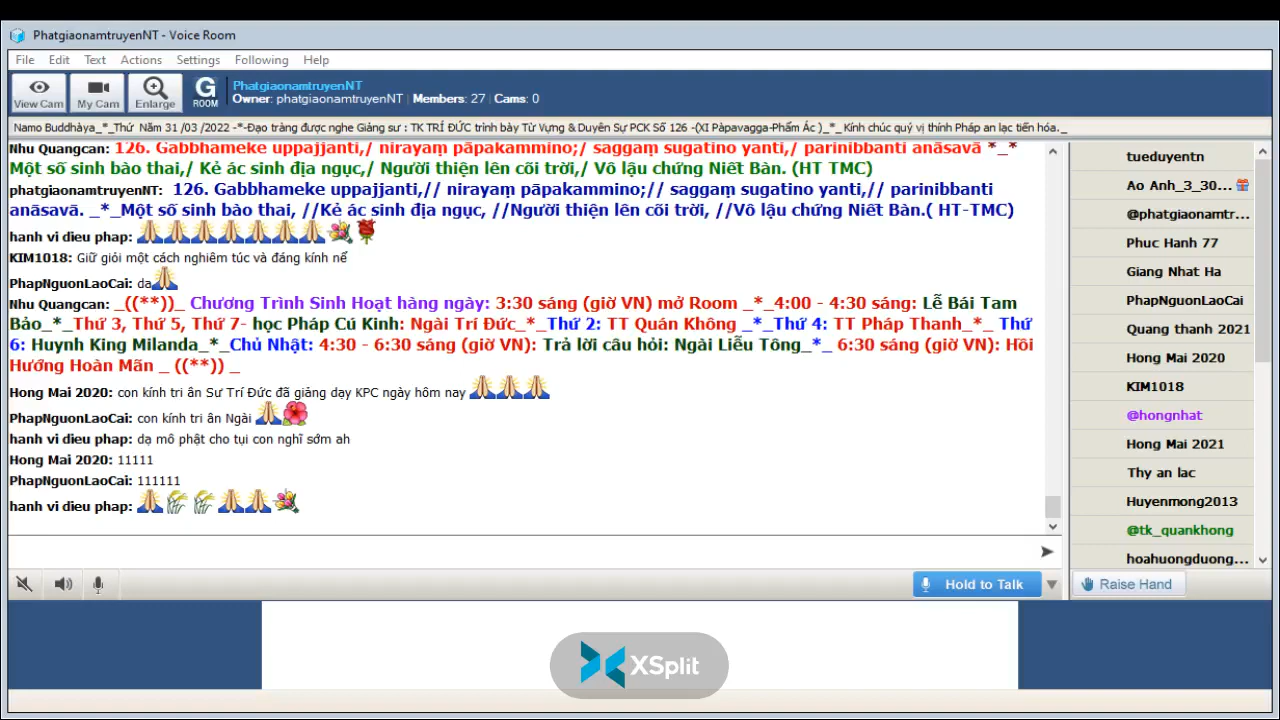 PhatgiaonamtruyenNT - Voice Room
File Edit Text Actions Settings Following Help
View Cam My Cam Enlarge G ROOM
PhatgiaonamtruyenNT
Owner: phatgiaonamtruyenNT | Members: 27 | Cams: 0
Namo Buddhàya_*_Thứ Năm 31 /03 /2022 -*-Đạo tràng được nghe Giảng sư : TK TRÍ ĐỨC trình bày Từ Vựng & Duyên Sự PCK Số 126 -(XI Pàpavagga-Phẩm Ác )_*_ Kính chúc quý vị thính Pháp an lạc tiến hóa._
Nhu Quangcan: 126. Gabbhameke uppajjanti,/ nirayaṃ pāpakammino;/ saggaṃ sugatino yanti,/ parinibbanti anāsavā *_*
Một số sinh bào thai,/ Kẻ ác sinh địa ngục,/ Người thiện lên cõi trời,/ Vô lậu chứng Niết Bàn. (HT TMC)
phatgiaonamtruyenNT: 126. Gabbhameke uppajjanti,// nirayaṃ pāpakammino;// saggaṃ sugatino yanti,// parinibbanti
anāsavā. _*_Một số sinh bào thai, //Kẻ ác sinh địa ngục, //Người thiện lên cõi trời, //Vô lậu chứng Niết Bàn.( HT-TMC)
hanh vi dieu phap:
KIM1018: Giữ giỏi một cách nghiêm túc và đáng kính nể
PhapNguonLaoCai: da
Nhu Quangcan: _((**))_ Chương Trình Sinh Hoạt hàng ngày: 3:30 sáng (giờ VN) mở Room _*_4:00 - 4:30 sáng: Lễ Bái Tam
Bảo_*_Thứ 3, Thứ 5, Thứ 7- học Pháp Cú Kinh: Ngài Trí Đức_*_Thứ 2: TT Quán Không _*_Thứ 4: TT Pháp Thanh_*_ Thứ
6: Huynh King Milanda_*_Chủ Nhật: 4:30 - 6:30 sáng (giờ VN): Trả lời câu hỏi: Ngài Liễu Tông_*_ 6:30 sáng (giờ VN): Hồi
Hướng Hoàn Mãn _ ((**)) _
Hong Mai 2020: con kính tri ân Sư Trí Đức đã giảng dạy KPC ngày hôm nay
PhapNguonLaoCai: con kính tri ân Ngài
hanh vi dieu phap: dạ mô phật cho tụi con nghĩ sớm ah
Hong Mai 2020: 11111
PhapNguonLaoCai: 111111
hanh vi dieu phap:
tueduyentn
Ao Anh_3_30...
@phatgiaonamtr...
Phuc Hanh 77
Giang Nhat Ha
PhapNguonLaoCai
Quang thanh 2021
Hong Mai 2020
KIM1018
@hongnhat
Hong Mai 2021
Thy an lac
Huyenmong2013
@tk_quankhong
hoahuongduong...
Hold to Talk
Raise Hand
XSplit